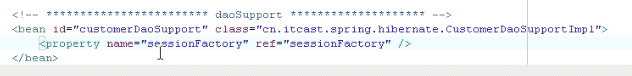 <!-- *********************** daoSupport ******************* -->
<bean id="customerDaoSupport" class="cn.itcast.spring.hibernate.CustomerDaoSupportImpl">
<property name="sessionFactory" ref="sessionFactory" />
</bean>